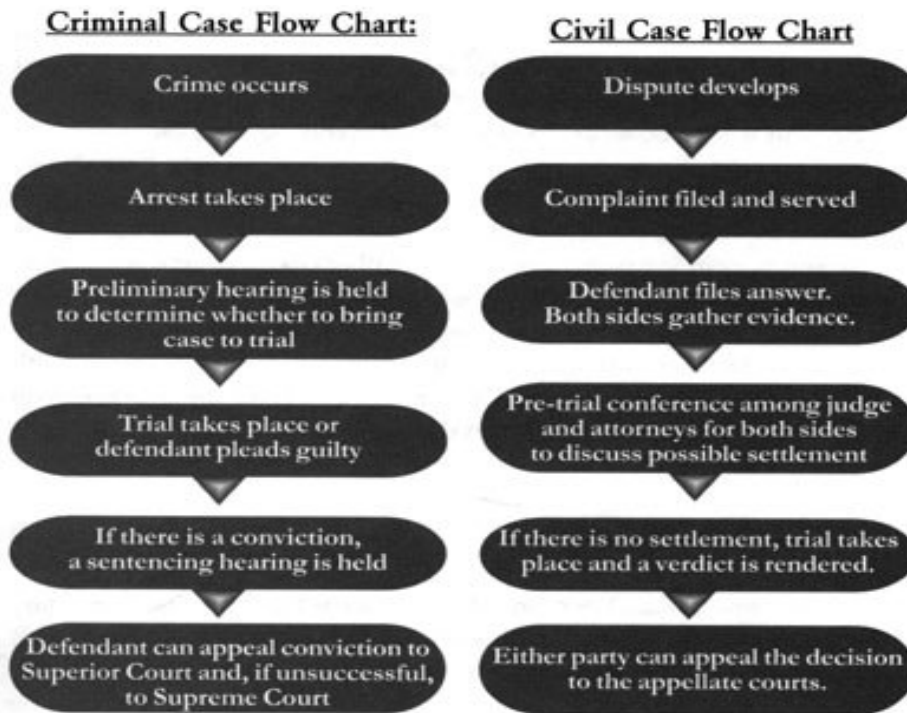 Criminal Case Flow Chart:
Crime occurs
Arrest takes place
Preliminary hearing is held
to determine whether to bring
case to trial
Trial takes place or
defendant pleads guilty
If there is a conviction,
a sentencing hearing is held
Defendant can appeal conviction to
Superior Court and, if unsuccessful,
to Supreme Court
Civil Case Flow Chart
Dispute develops
Complaint filed and served
Defendant files answer.
Both sides gather evidence.
Pre-trial conference among judge
and attorneys for both sides
to discuss possible settlement
If there is no settlement, trial takes
place and a verdict is rendered.
Either party can appeal the decision
to the appellate courts.